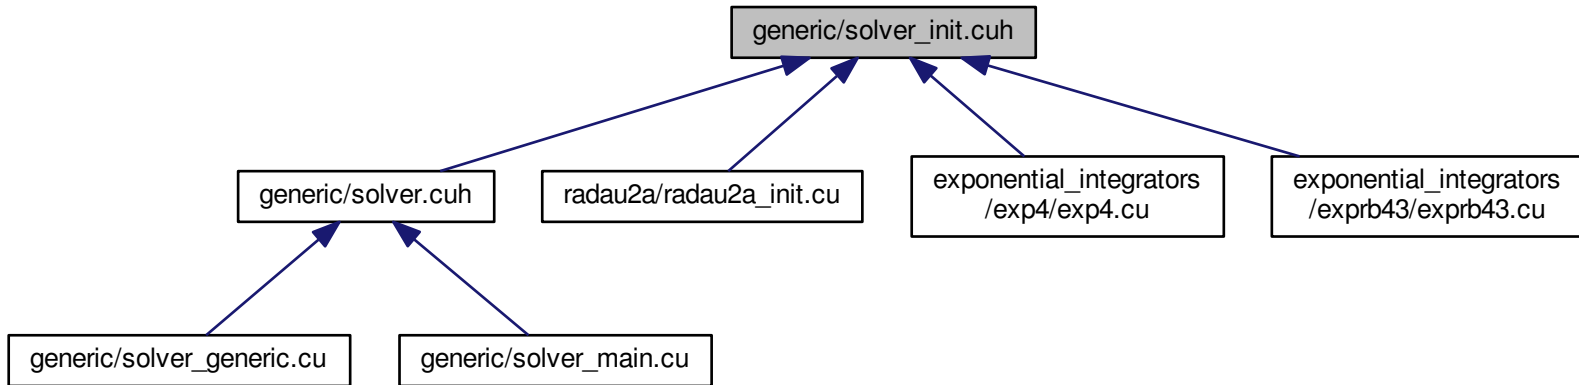 generic/solver_init.cuh
generic/solver.cuh
radau2a/radau2a_init.cu
exponential_integrators
/exp4/exp4.cu
exponential_integrators
/exprb43/exprb43.cu
generic/solver_generic.cu
generic/solver_main.cu